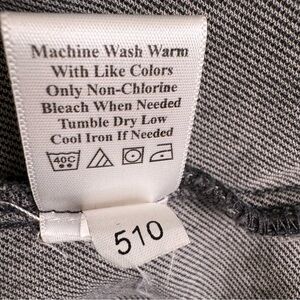 Machine Wash Warm
With Like Colors
Only Non-Chlorine
Bleach When Needed
Tumble Dry Low
Cool Iron If Needed
40C
510